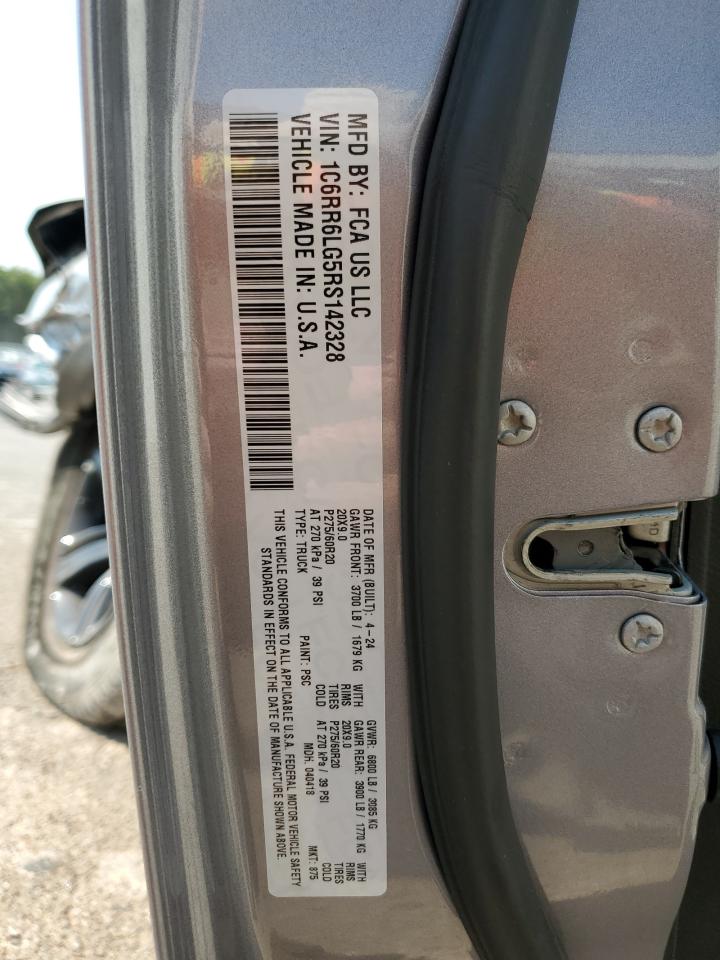 MFD BY: FCA US LLC
VIN: 1C6RR6LG5RS142328
VEHICLE MADE IN: U.S.A.
DATE OF MFR (BUILT): 4-24 GVWR: 6800 LB / 3085 KG
GAWR FRONT: 3700 LB / 1679 KG WITH GAWR REAR: 3900 LB / 1770 KG WITH
20X9.0 RIMS 20X9.0 RIMS
P275/60R20 TIRES P275/60R20 TIRES
AT 270 kPa / 39 PSI COLD AT 270 kPa / 39 PSI COLD
TYPE: TRUCK PAINT: PSC MDH: 040418 MKT: 875
THIS VEHICLE CONFORMS TO ALL APPLICABLE U.S.A. FEDERAL MOTOR VEHICLE SAFETY
STANDARDS IN EFFECT ON THE DATE OF MANUFACTURE SHOWN ABOVE.